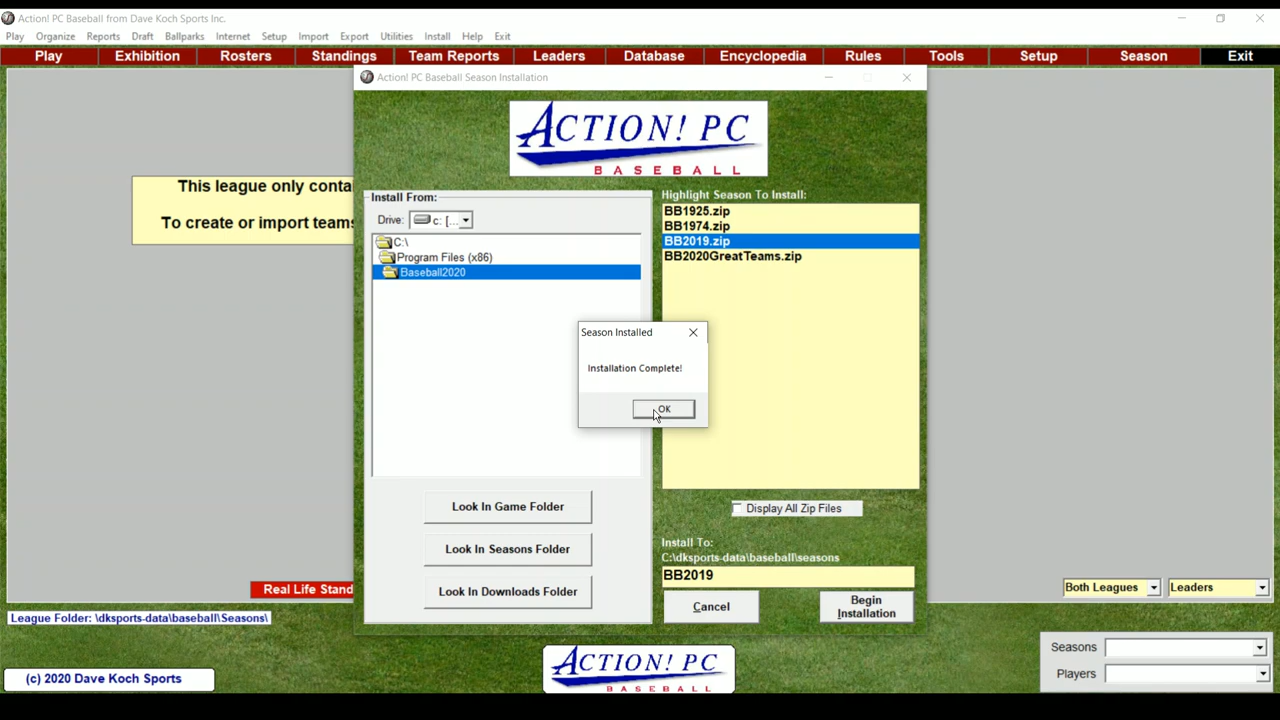 Action! PC Baseball from Dave Koch Sports Inc.
Play Organize Reports Draft Ballparks Internet Setup Import Export Utilities Install Help Exit
Play Exhibition Rosters Standings Team Reports Leaders Database Encyclopedia Rules Tools Setup Season Exit
Action! PC Baseball Season Installation
ACTION! PC
BASEBALL
This league only conta
To create or import teams
Install From:
Drive: c: [...
C:\
Program Files (x86)
Baseball2020
Highlight Season To Install:
BB1925.zip
BB1974.zip
BB2019.zip
BB2020GreatTeams.zip
Season Installed
Installation Complete!
OK
Look In Game Folder
Look In Seasons Folder
Look In Downloads Folder
Display All Zip Files
Install To:
C:\dksports-data\baseball\seasons
BB2019
Cancel
Begin
Installation
Real Life Stand
Both Leagues Leaders
League Folder: \dksports-data\baseball\Seasons\
Seasons
Players
(c) 2020 Dave Koch Sports
ACTION! PC
BASEBALL